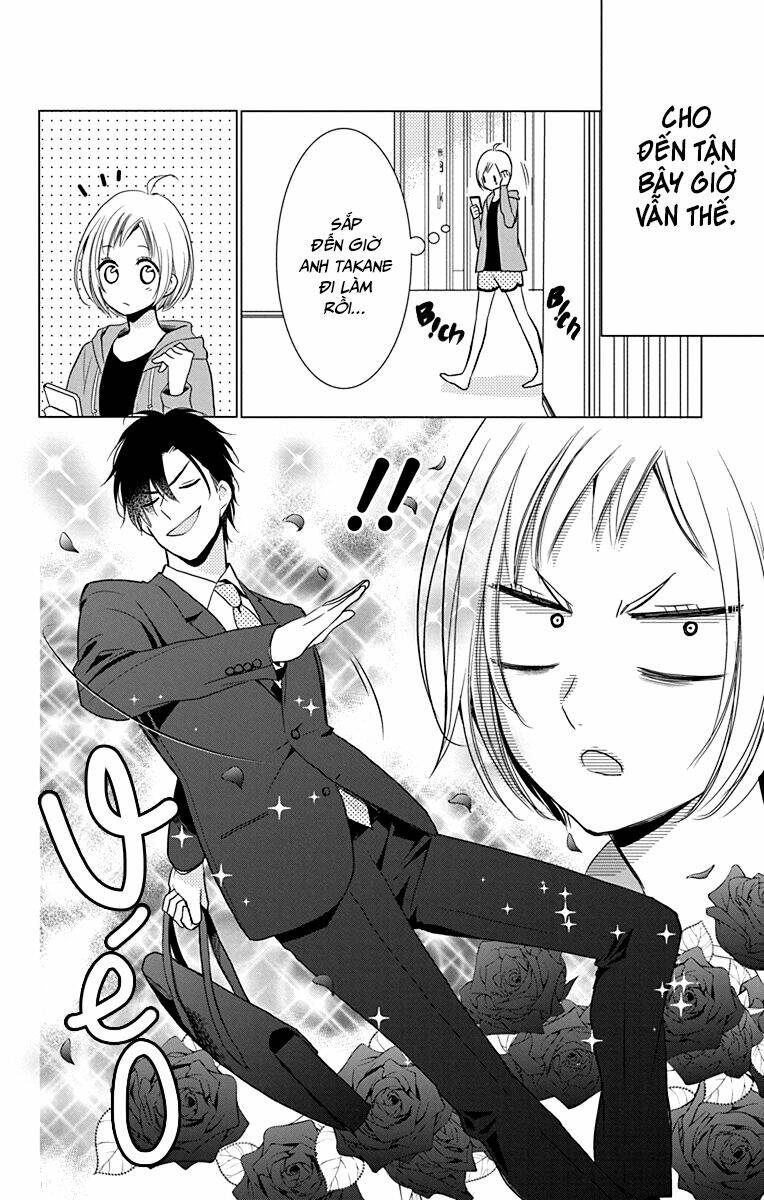 CHO
ĐẾN TẬN
BÂY GIỜ
VẪN THẾ.
BỊCH
BỊCH
SẮP
ĐẾN GIỜ
ANH TAKANE
ĐI LÀM
RỒI...
!!
VÉO